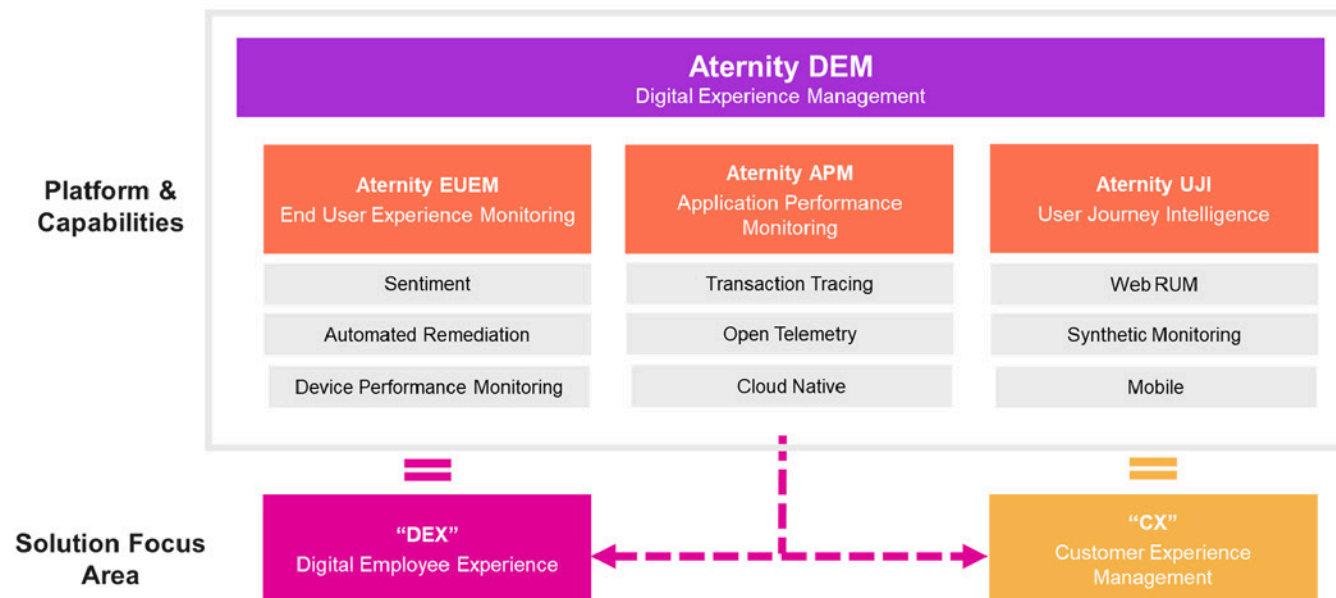 Aternity DEM
Digital Experience Management
Platform &
Capabilities
Aternity EUEM
End User Experience Monitoring
Sentiment
Automated Remediation
Device Performance Monitoring
Aternity APM
Application Performance
Monitoring
Transaction Tracing
Open Telemetry
Cloud Native
Aternity UJI
User Journey Intelligence
Web RUM
Synthetic Monitoring
Mobile
Solution Focus
Area
“DEX”
Digital Employee Experience
“CX”
Customer Experience
Management